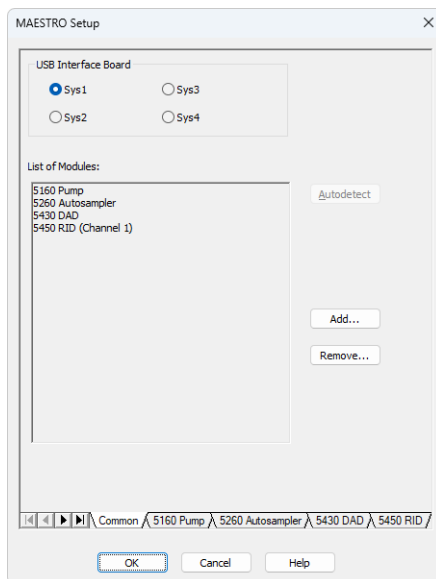 MAESTRO Setup
USB Interface Board
Sys1
Sys3
Sys2
Sys4
List of Modules:
5160 Pump
5260 Autosampler
5430 DAD
5450 RID (Channel 1)
Autodetect
Add...
Remove...
Common
5160 Pump
5260 Autosampler
5430 DAD
5450 RID
OK
Cancel
Help